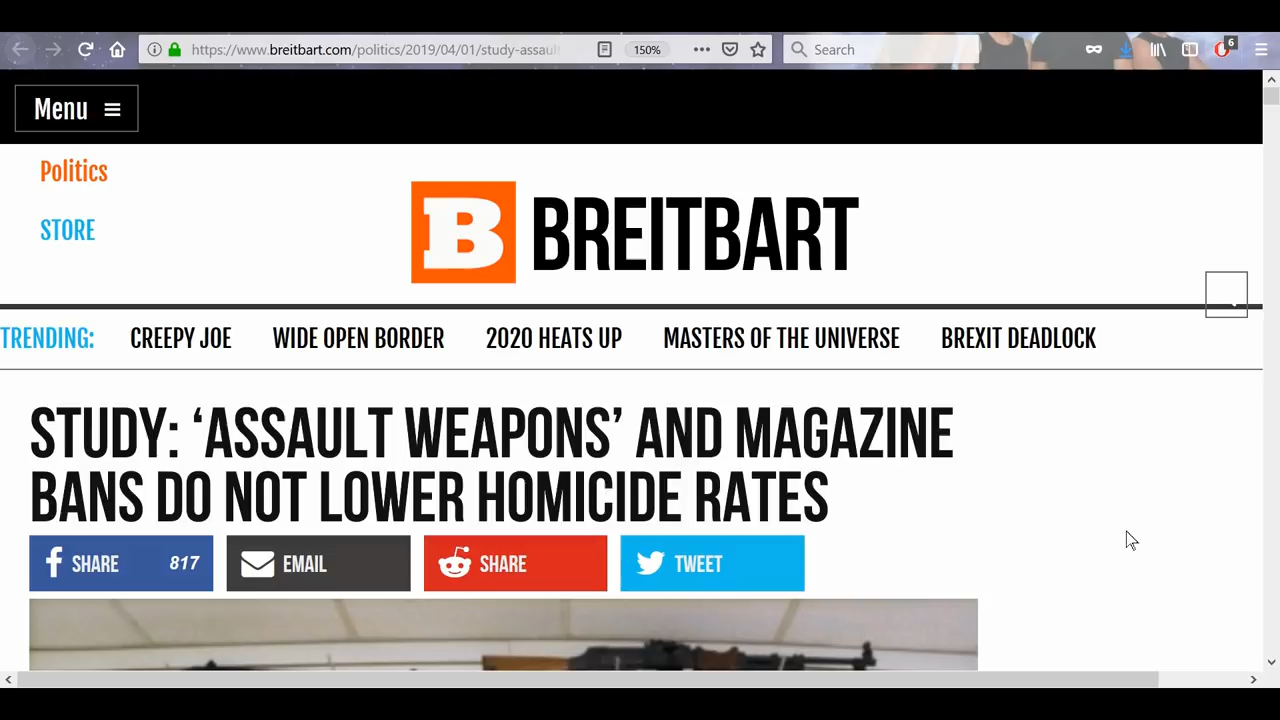 https://www.breitbart.com/politics/2019/04/01/study-assaul
150%
Search
6
Menu
Politics
STORE
B BREITBART
TRENDING: CREEPY JOE WIDE OPEN BORDER 2020 HEATS UP MASTERS OF THE UNIVERSE BREXIT DEADLOCK
STUDY: ‘ASSAULT WEAPONS’ AND MAGAZINE
BANS DO NOT LOWER HOMICIDE RATES
f SHARE 817 EMAIL SHARE TWEET